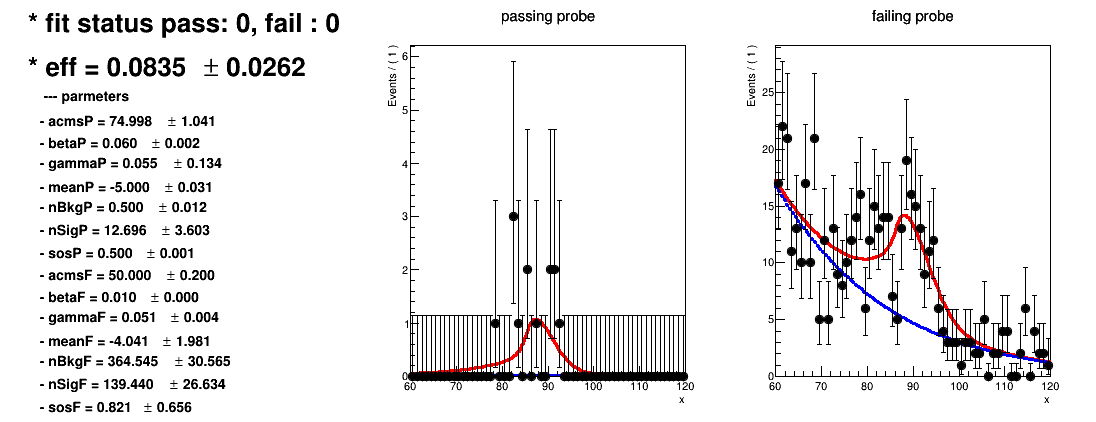 * fit status pass: 0, fail : 0
* eff = 0.0835 ± 0.0262
--- parmeters
- acmsP = 74.998 ± 1.041
- betaP = 0.060 ± 0.002
- gammaP = 0.055 ± 0.134
- meanP = -5.000 ± 0.031
- nBkgP = 0.500 ± 0.012
- nSigP = 12.696 ± 3.603
- sosP = 0.500 ± 0.001
- acmsF = 50.000 ± 0.200
- betaF = 0.010 ± 0.000
- gammaF = 0.051 ± 0.004
- meanF = -4.041 ± 1.981
- nBkgF = 364.545 ± 30.565
- nSigF = 139.440 ± 26.634
- sosF = 0.821 ± 0.656
passing probe
Events / ( 1 )
6
5
4
3
2
1
0
60 70 80 90 100 110 120
x
failing probe
Events / ( 1 )
25
20
15
10
5
0
60 70 80 90 100 110 120
x